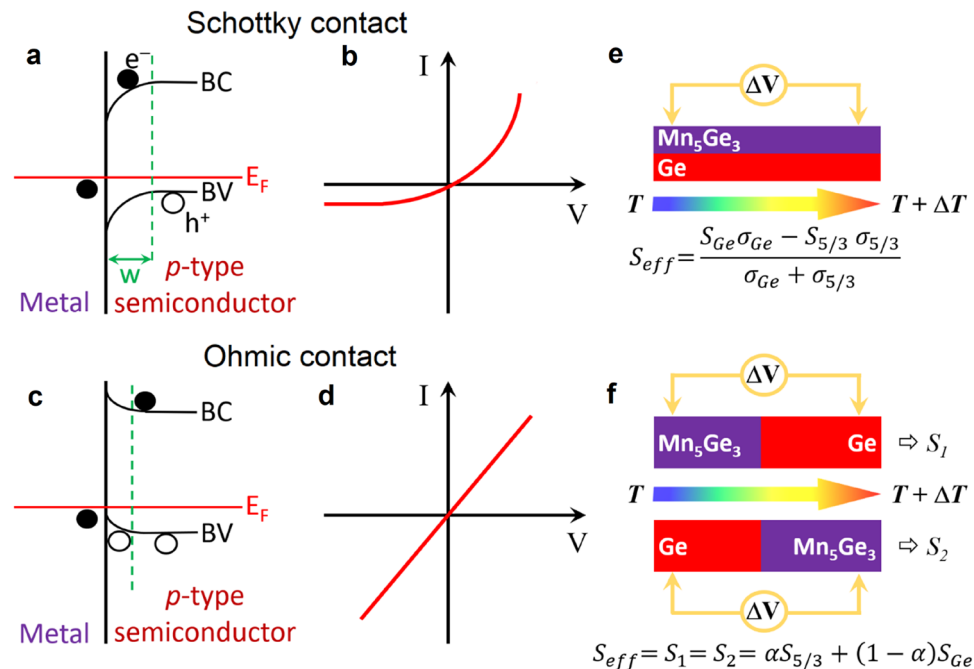 Schottky contact
a
e⁻
BC
E_F
BV
h⁺
w
p-type
Metal semiconductor
b
I
V
e
ΔV
Mn₅Ge₃
Ge
T T + ΔT
S_eff = (S_Ge σ_Ge − S_5/3 σ_5/3) / (σ_Ge + σ_5/3)
Ohmic contact
c
BC
E_F
BV
p-type
Metal semiconductor
d
I
V
f
ΔV
Mn₅Ge₃ Ge ⇒ S₁
T T + ΔT
Ge Mn₅Ge₃ ⇒ S₂
ΔV
S_eff = S₁ = S₂ = αS_5/3 + (1 − α)S_Ge